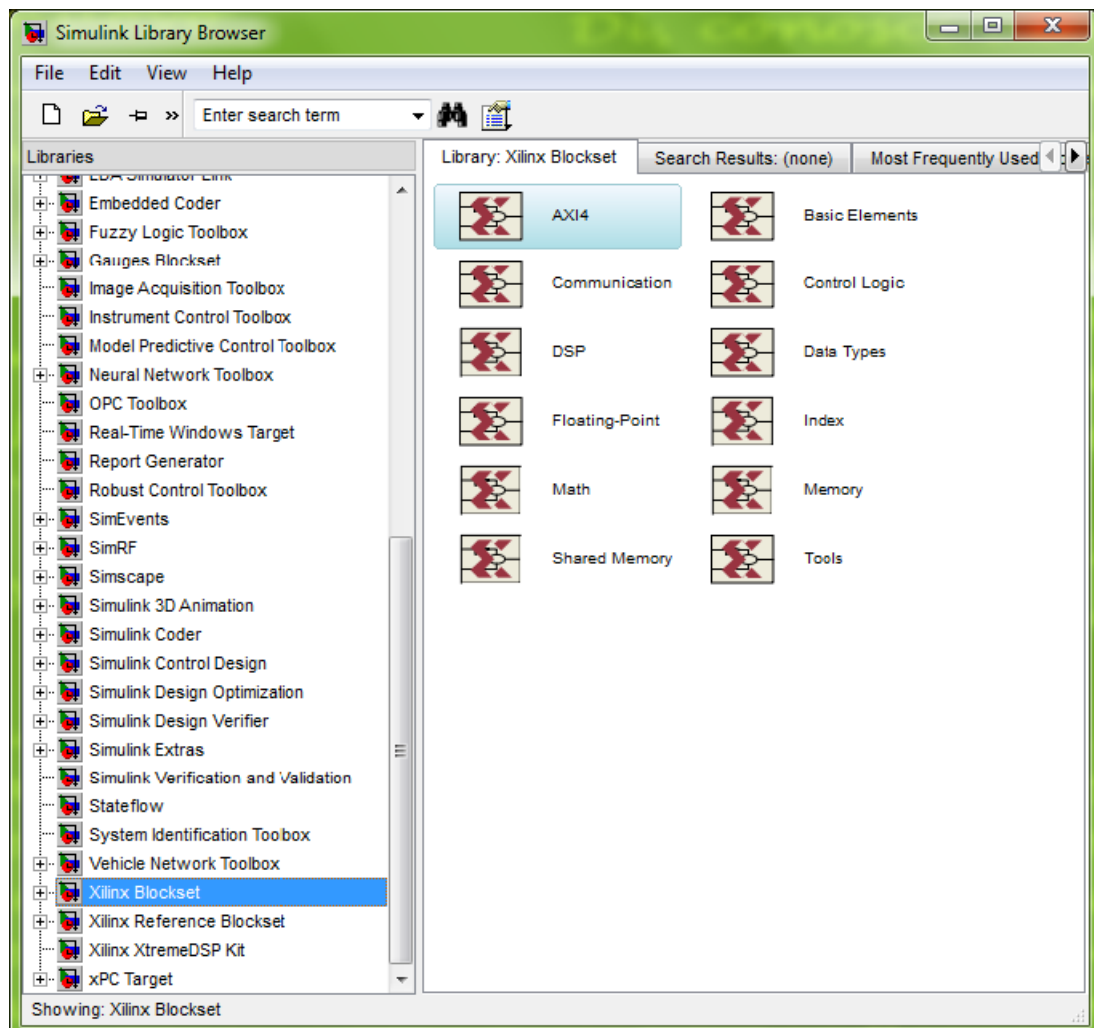 Simulink Library Browser
File Edit View Help
» Enter search term
Libraries
Library: Xilinx Blockset Search Results: (none) Most Frequently Used
EDA Simulator Link
Embedded Coder
Fuzzy Logic Toolbox
Gauges Blockset
Image Acquisition Toolbox
Instrument Control Toolbox
Model Predictive Control Toolbox
Neural Network Toolbox
OPC Toolbox
Real-Time Windows Target
Report Generator
Robust Control Toolbox
SimEvents
SimRF
Simscape
Simulink 3D Animation
Simulink Coder
Simulink Control Design
Simulink Design Optimization
Simulink Design Verifier
Simulink Extras
Simulink Verification and Validation
Stateflow
System Identification Toolbox
Vehicle Network Toolbox
Xilinx Blockset
Xilinx Reference Blockset
Xilinx XtremeDSP Kit
xPC Target
AXI4 Basic Elements
Communication Control Logic
DSP Data Types
Floating-Point Index
Math Memory
Shared Memory Tools
Showing: Xilinx Blockset